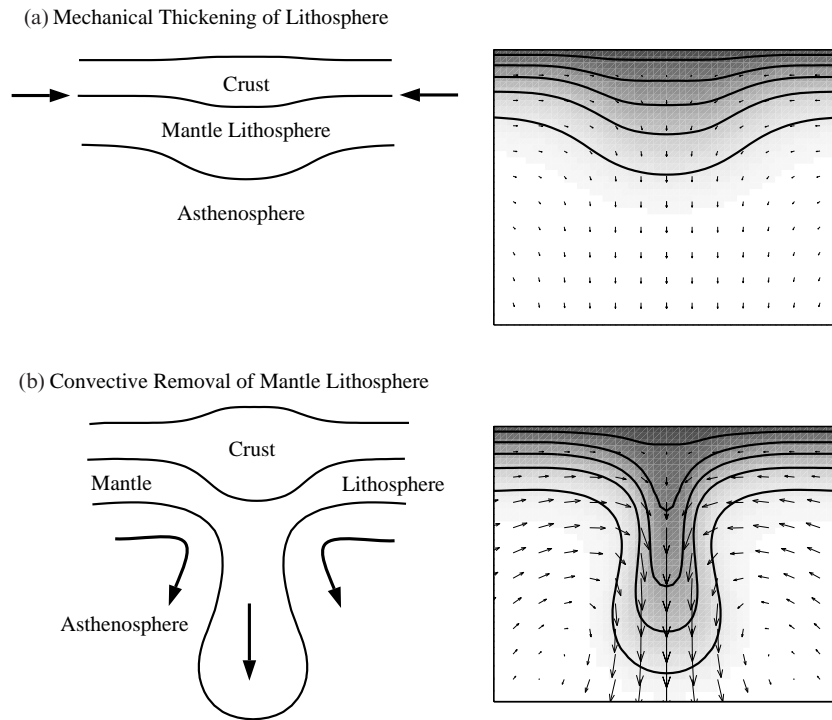 (a) Mechanical Thickening of Lithosphere
Crust
Mantle Lithosphere
Asthenosphere
(b) Convective Removal of Mantle Lithosphere
Crust
Mantle Lithosphere
Asthenosphere